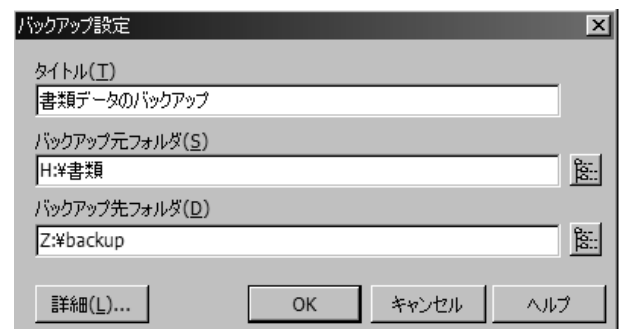 バックアップ設定
タイトル(T)
書類データのバックアップ
バックアップ元フォルダ(S)
H:¥書類
バックアップ先フォルダ(D)
Z:¥backup
詳細(L)... OK キャンセル ヘルプ